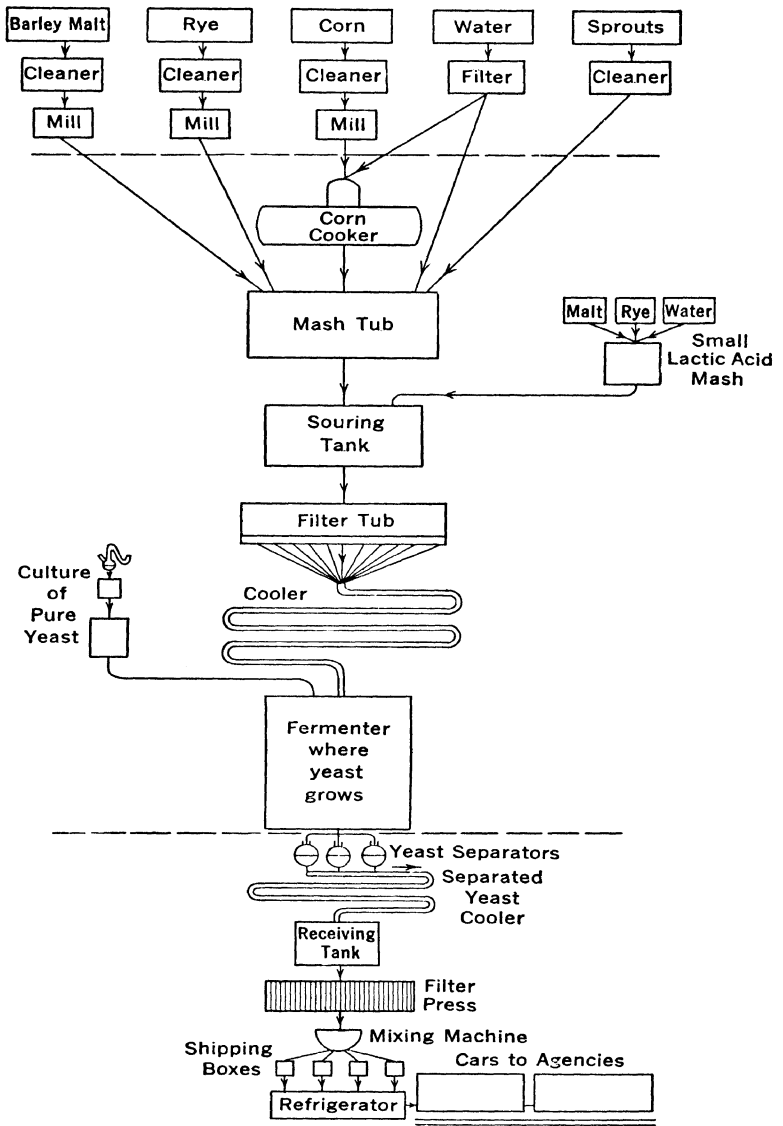 Barley Malt
Rye
Corn
Water
Sprouts
Cleaner
Cleaner
Cleaner
Filter
Cleaner
Mill
Mill
Mill
Corn
Cooker
Mash Tub
Malt
Rye
Water
Small
Lactic Acid
Mash
Souring
Tank
Filter Tub
Culture
of
Pure
Yeast
Cooler
Fermenter
where
yeast
grows
Yeast Separators
Separated
Yeast
Cooler
Receiving
Tank
Filter
Press
Mixing Machine
Shipping
Boxes
Cars to Agencies
Refrigerator